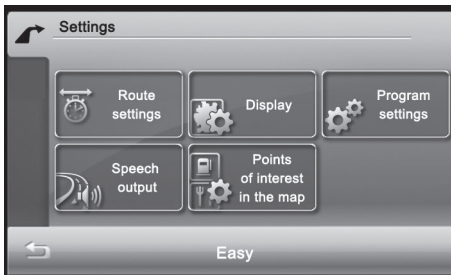 Settings
Route
settings
Display
Program
settings
Speech
output
Points
of interest
in the map
Easy